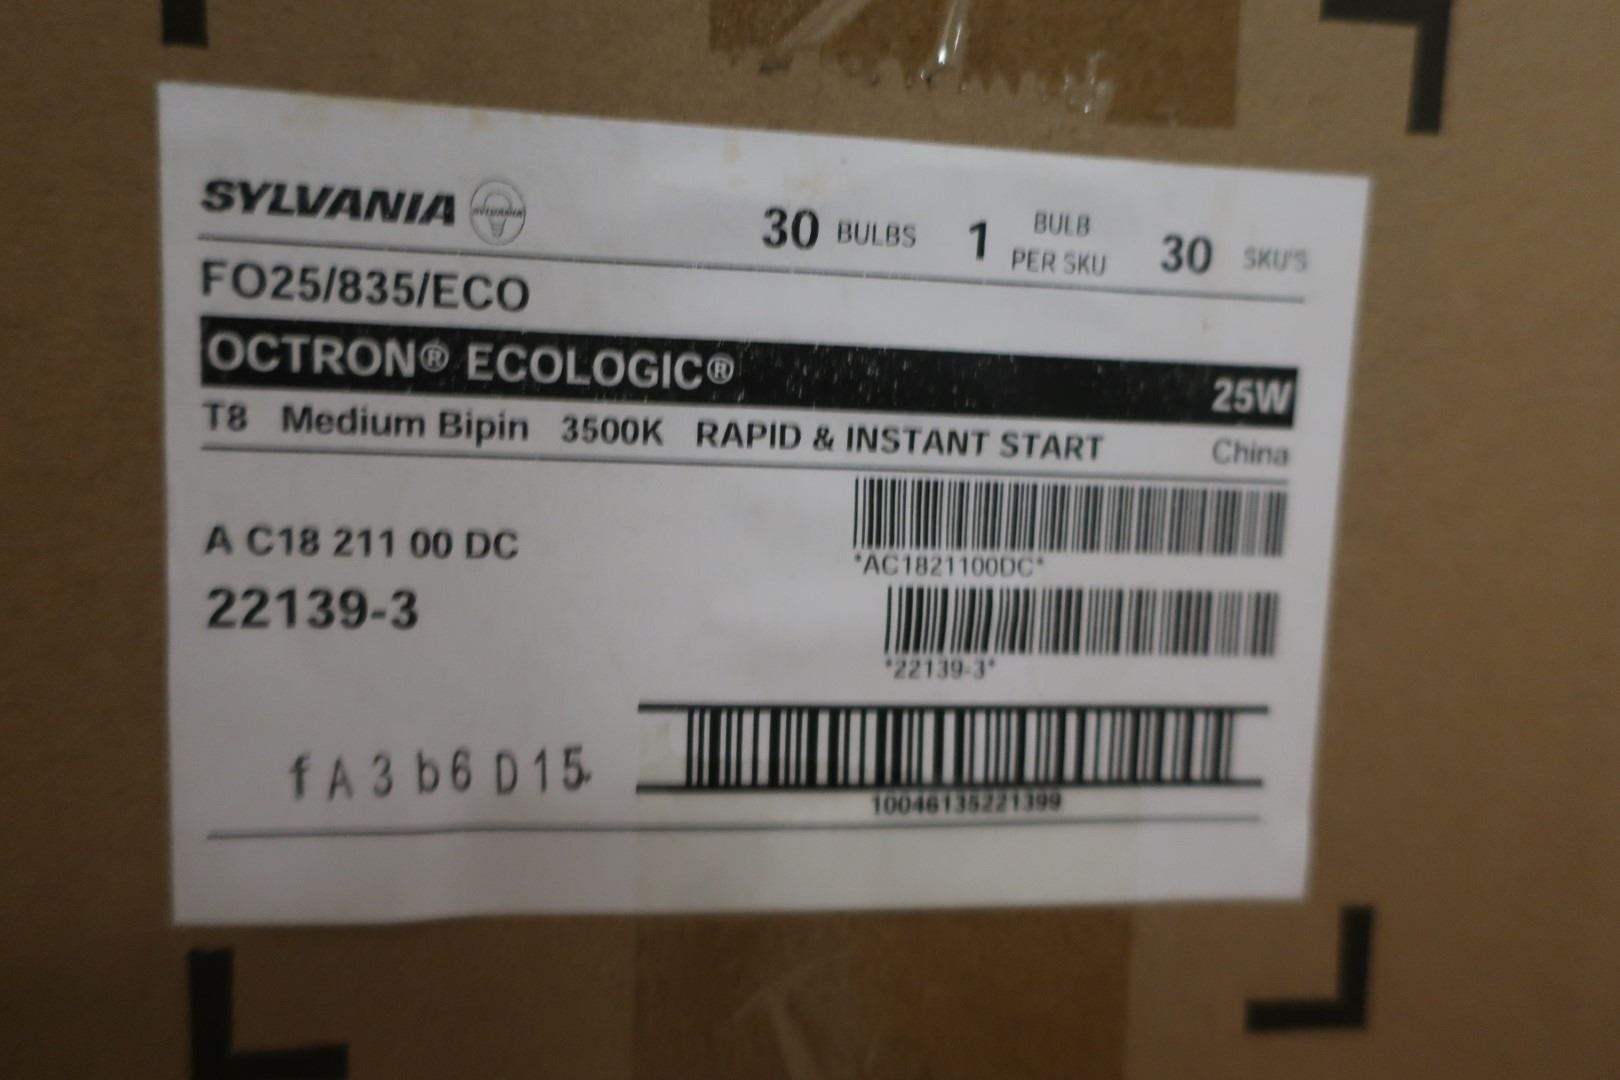 SYLVANIA SYLVANIA 30 BULBS 1 BULB PER SKU 30 SKU'S
FO25/835/ECO
OCTRON® ECOLOGIC® 25W
T8 Medium Bipin 3500K RAPID & INSTANT START China
A C18 211 00 DC
*AC1821100DC*
22139-3
*22139-3*
fA3b6D15
10046135221399